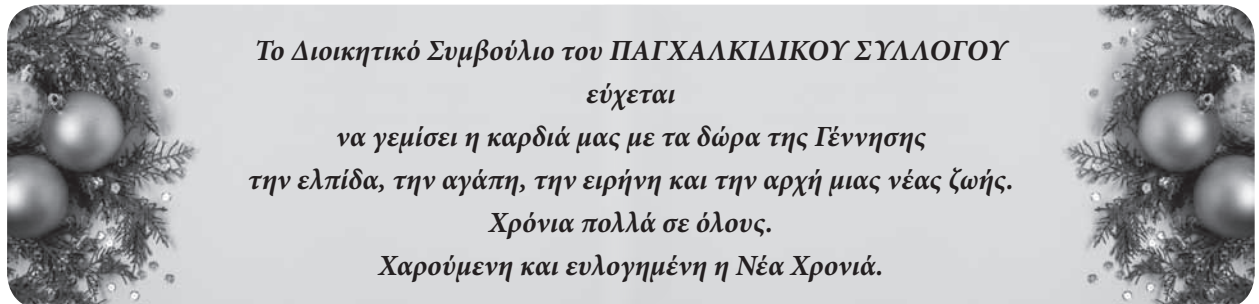 Το Διοικητικό Συμβούλιο του ΠΑΓΧΑΛΚΙΔΙΚΟΥ ΣΥΛΛΟΓΟΥ
εύχεται
να γεμίσει η καρδιά μας με τα δώρα της Γέννησης
την ελπίδα, την αγάπη, την ειρήνη και την αρχή μιας νέας ζωής.
Χρόνια πολλά σε όλους.
Χαρούμενη και ευλογημένη η Νέα Χρονιά.